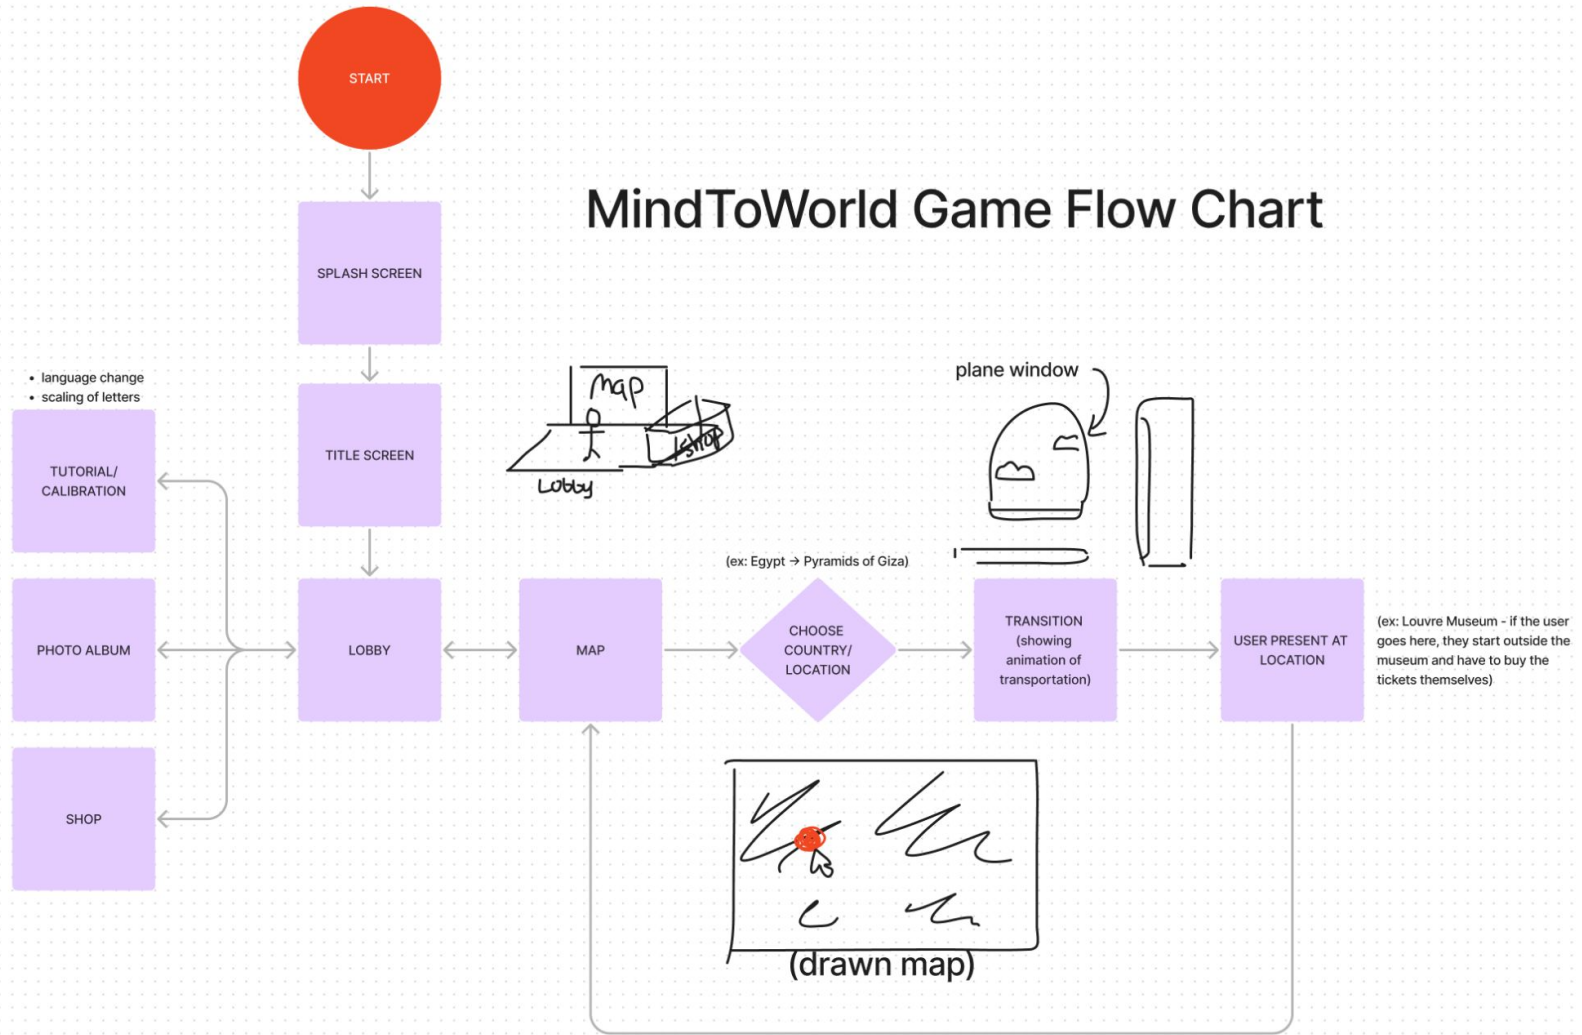 START
MindToWorld Game Flow Chart
SPLASH SCREEN
• language change
• scaling of letters
TITLE SCREEN
map
shop
Lobby
plane window
TUTORIAL/
CALIBRATION
(ex: Egypt → Pyramids of Giza)
PHOTO ALBUM
LOBBY
MAP
CHOOSE
COUNTRY/
LOCATION
TRANSITION
(showing
animation of
transportation)
USER PRESENT AT
LOCATION
(ex: Louvre Museum - if the user
goes here, they start outside the
museum and have to buy the
tickets themselves)
SHOP
(drawn map)